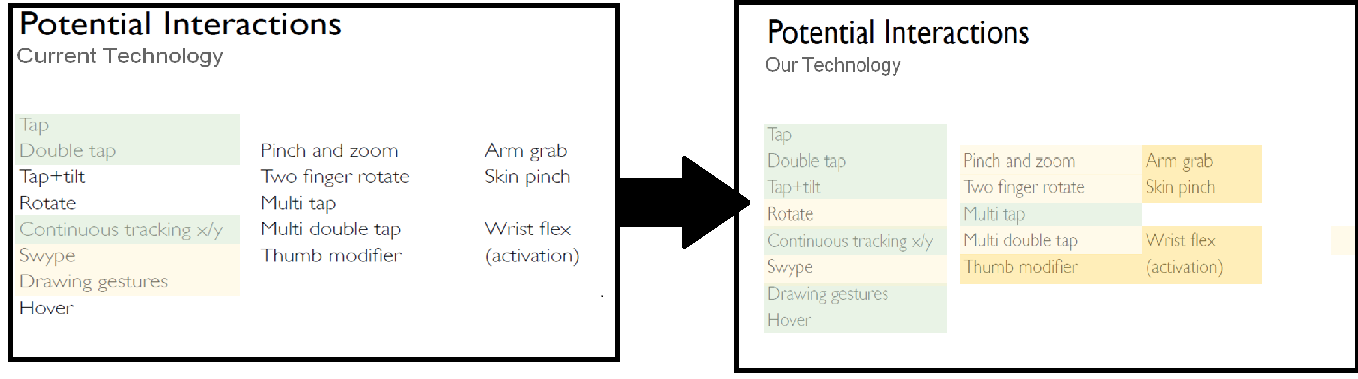 Potential Interactions
Current Technology
Tap
Double tap
Tap+tilt
Rotate
Continuous tracking x/y
Swype
Drawing gestures
Hover
Pinch and zoom
Two finger rotate
Multi tap
Multi double tap
Thumb modifier
Arm grab
Skin pinch
Wrist flex
(activation)
Potential Interactions
Our Technology
Tap
Double tap
Tap+tilt
Rotate
Continuous tracking x/y
Swype
Drawing gestures
Hover
Pinch and zoom
Two finger rotate
Multi tap
Multi double tap
Thumb modifier
Arm grab
Skin pinch
Wrist flex
(activation)